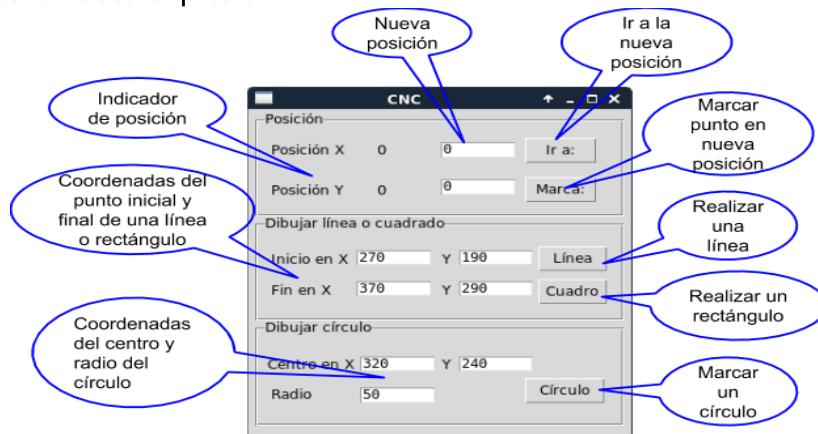 Nueva
posición
Ir a la
nueva
posición
Indicador
de posición
Marcar
punto en
nueva
posición
CNC
Posición
Posición X 0 0 Ir a:
Posición Y 0 0 Marca:
Coordenadas del
punto inicial y
final de una línea
o rectángulo
Realizar
una
línea
Dibujar línea o cuadrado
Inicio en X 270 Y 190 Línea
Fin en X 370 Y 290 Cuadro
Realizar un
rectángulo
Coordenadas
del centro y
radio del
círculo
Dibujar círculo
Centro en X 320 Y 240
Radio 50 Círculo
Marcar
un
círculo